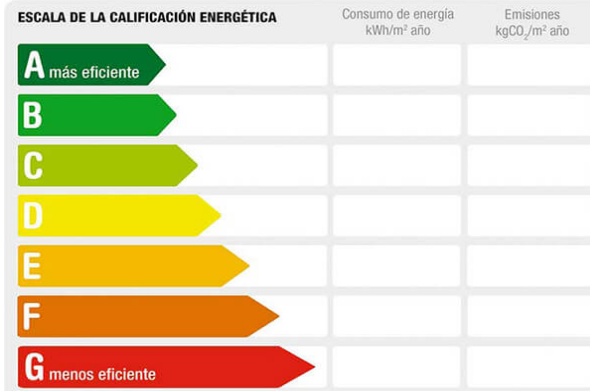 ESCALA DE LA CALIFICACIÓN ENERGÉTICA
Consumo de energía
kWh/m² año
Emisiones
kgCO₂/m² año
A más eficiente
B
C
D
E
F
G menos eficiente